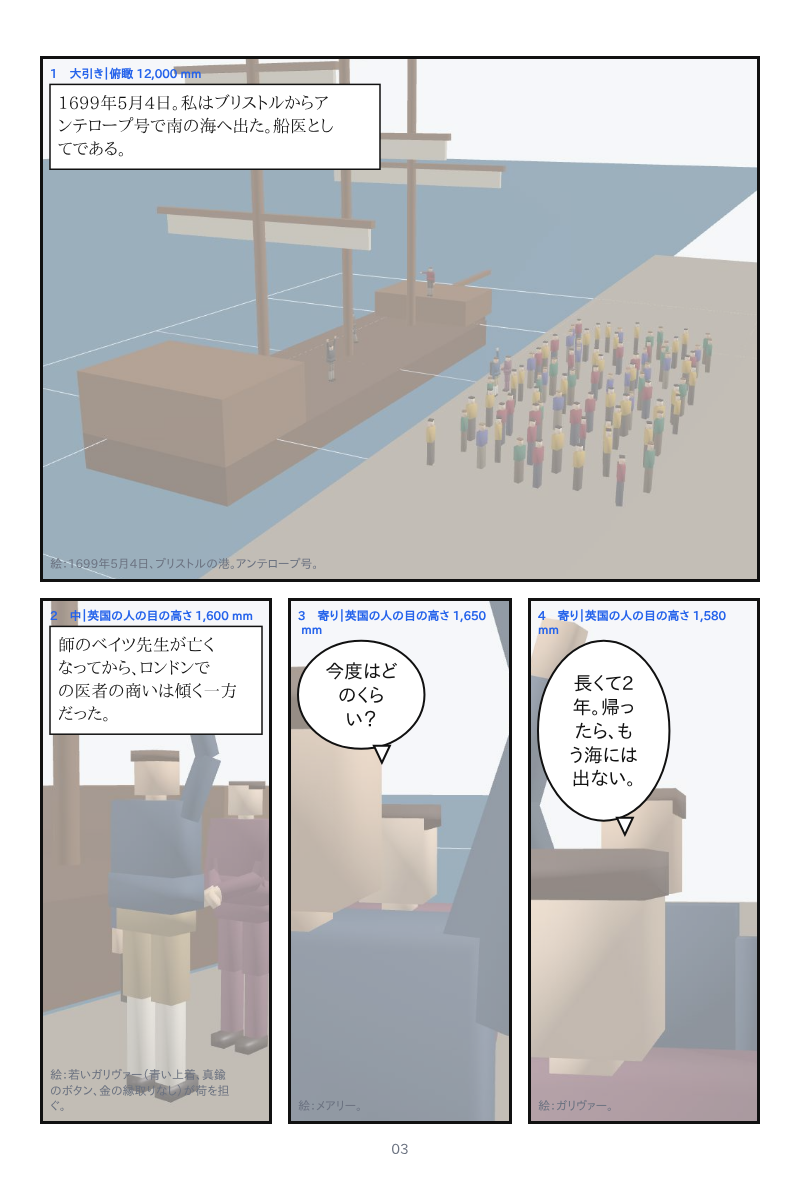 1 大引き|俯瞰 12,000 mm
1699年5月4日。私はブリストルからア
ンテロープ号で南の海へ出た。船医とし
てである。
絵：1699年5月4日、ブリストルの港。アンテロープ号。
2 中|英国の人の目の高さ 1,600 mm
師のベイツ先生が亡く
なってから、ロンドンで
の医者の商いは傾く一方
だった。
絵：若いガリヴァー（青い上着、真鍮
のボタン、金の縁取りなし）が荷を担
ぐ。
3 寄り|英国の人の目の高さ 1,650
mm
今度はど
のくら
い？
絵：メアリー。
4 寄り|英国の人の目の高さ 1,580
mm
長くて2
年。帰っ
たら、も
う海には
出ない。
絵：ガリヴァー。
03